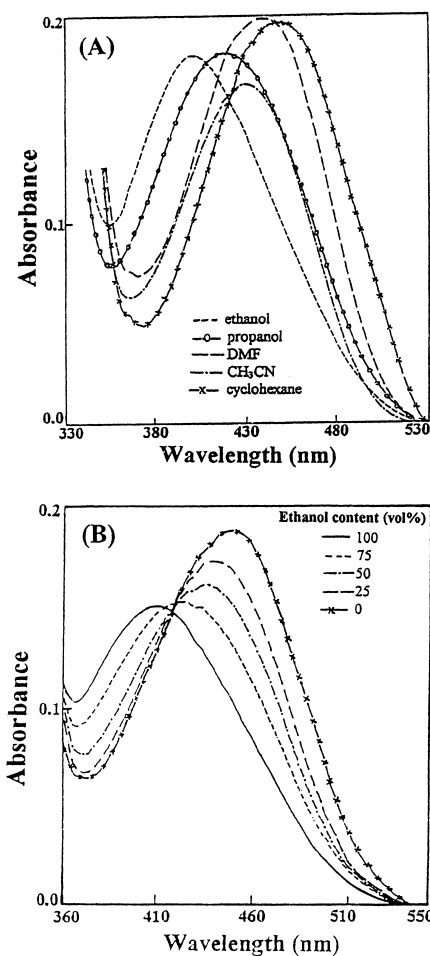 (A)
0.2
0.1
0.0
Absorbance
ethanol
propanol
DMF
CH₃CN
cyclohexane
330 380 430 480 530
Wavelength (nm)
(B)
0.2
0.1
0.0
Absorbance
Ethanol content (vol%)
100
75
50
25
0
360 410 460 510 550
Wavelength (nm)